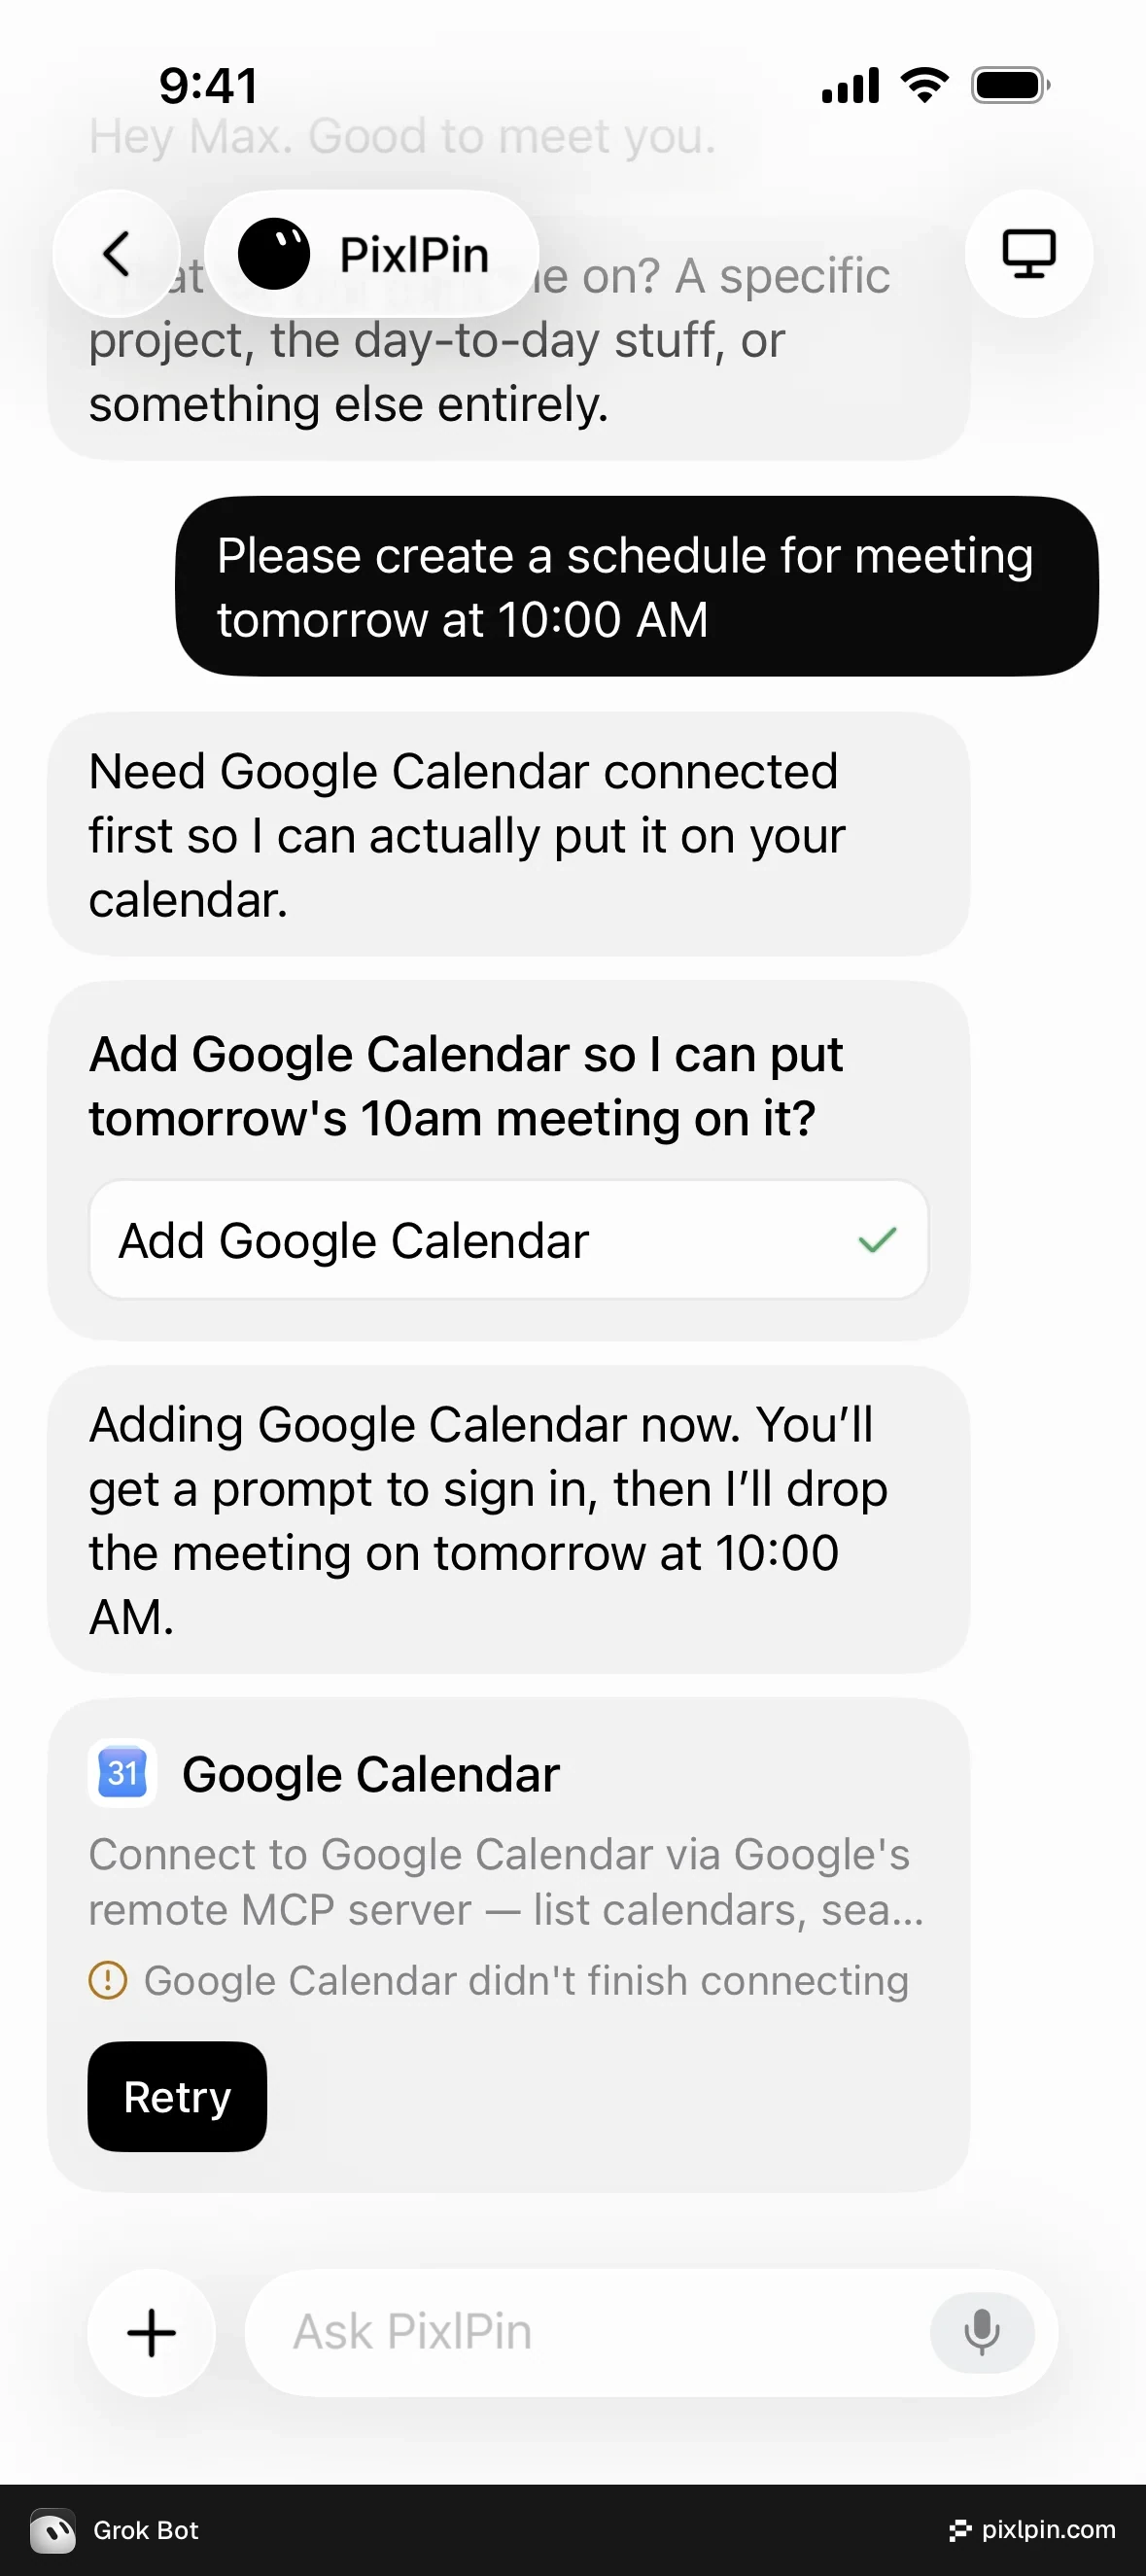 9:41
Hey Max. Good to meet you.
PixlPin
on? A specific
project, the day-to-day stuff, or
something else entirely.
Please create a schedule for meeting
tomorrow at 10:00 AM
Need Google Calendar connected
first so I can actually put it on your
calendar.
Add Google Calendar so I can put
tomorrow's 10am meeting on it?
Add Google Calendar
Adding Google Calendar now. You’ll
get a prompt to sign in, then I’ll drop
the meeting on tomorrow at 10:00
AM.
31
Google Calendar
Connect to Google Calendar via Google's
remote MCP server — list calendars, sea...
Google Calendar didn't finish connecting
Retry
Ask PixlPin
Grok Bot
pixlpin.com